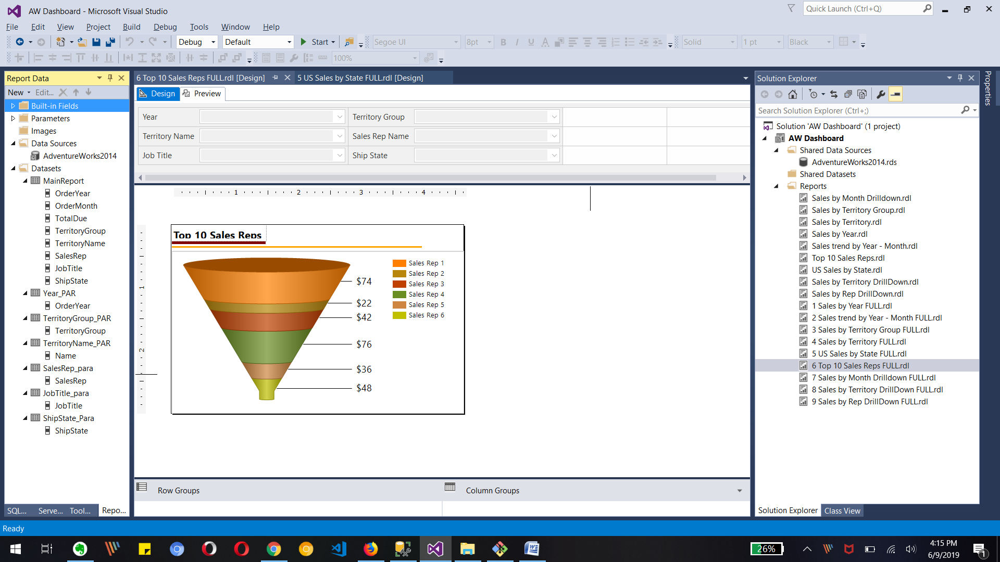 AW Dashboard - Microsoft Visual Studio
Quick Launch (Ctrl+Q)
File Edit View Project Build Debug Tools Window Help
Debug Default Start Segoe UI 8pt B I U A Solid 1 pt Black
100%
Report Data
New Edit...
Built-in Fields
Parameters
Images
Data Sources
AdventureWorks2014
Datasets
MainReport
OrderYear
OrderMonth
TotalDue
TerritoryGroup
TerritoryName
SalesRep
JobTitle
ShipState
Year_PAR
OrderYear
TerritoryGroup_PAR
TerritoryGroup
TerritoryName_PAR
Name
SalesRep_para
SalesRep
JobTitle_para
JobTitle
ShipState_Para
ShipState
SQL... Serve... Tool... Repo...
6 Top 10 Sales Reps FULL.rdl [Design] 5 US Sales by State FULL.rdl [Design]
Design Preview
Year Territory Group
Territory Name Sales Rep Name
Job Title Ship State
1 2 3 4
1
2
Top 10 Sales Reps
$74
$22
$42
$76
$36
$48
Sales Rep 1
Sales Rep 2
Sales Rep 3
Sales Rep 4
Sales Rep 5
Sales Rep 6
Row Groups Column Groups
Solution Explorer
Search Solution Explorer (Ctrl+;)
Solution 'AW Dashboard' (1 project)
AW Dashboard
Shared Data Sources
AdventureWorks2014.rds
Shared Datasets
Reports
Sales by Month Drilldown.rdl
Sales by Territory Group.rdl
Sales by Territory.rdl
Sales by Year.rdl
Sales trend by Year - Month.rdl
Top 10 Sales Reps.rdl
US Sales by State.rdl
Sales by Territory DrillDown.rdl
Sales by Rep DrillDown.rdl
1 Sales by Year FULL.rdl
2 Sales trend by Year - Month FULL.rdl
3 Sales by Territory Group FULL.rdl
4 Sales by Territory FULL.rdl
5 US Sales by State FULL.rdl
6 Top 10 Sales Reps FULL.rdl
7 Sales by Month Drilldown FULL.rdl
8 Sales by Territory DrillDown FULL.rdl
9 Sales by Rep DrillDown FULL.rdl
Solution Explorer Class View
Properties
Ready
26%
4:15 PM
6/9/2019
1